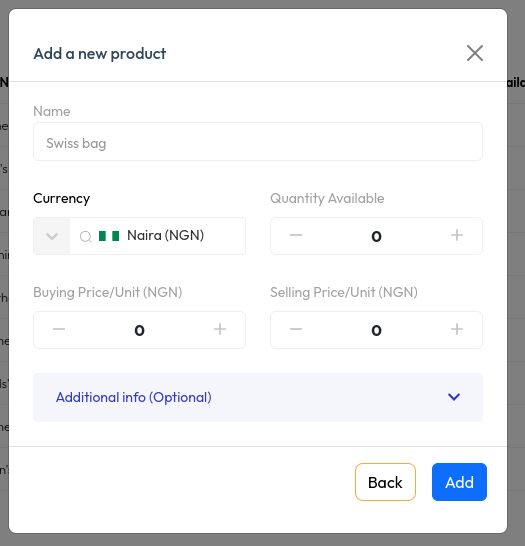 Add a new product
Name
Swiss bag
Currency
Quantity Available
Naira (NGN)
0
Buying Price/Unit (NGN)
Selling Price/Unit (NGN)
0
0
Additional info (Optional)
Back
Add